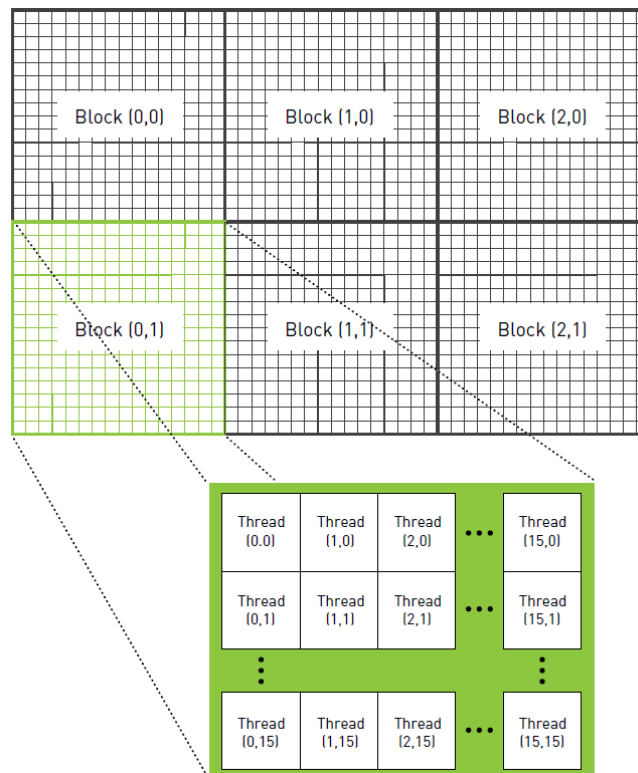 Block (0,0) Block (1,0) Block (2,0)
Block (0,1) Block (1,1) Block (2,1)
Thread Thread Thread Thread
(0.0) (1,0) (2,0) ••• (15,0)
Thread Thread Thread Thread
(0,1) (1,1) (2,1) ••• (15,1)
Thread Thread Thread Thread
(0,15) (1,15) (2,15) ••• (15,15)